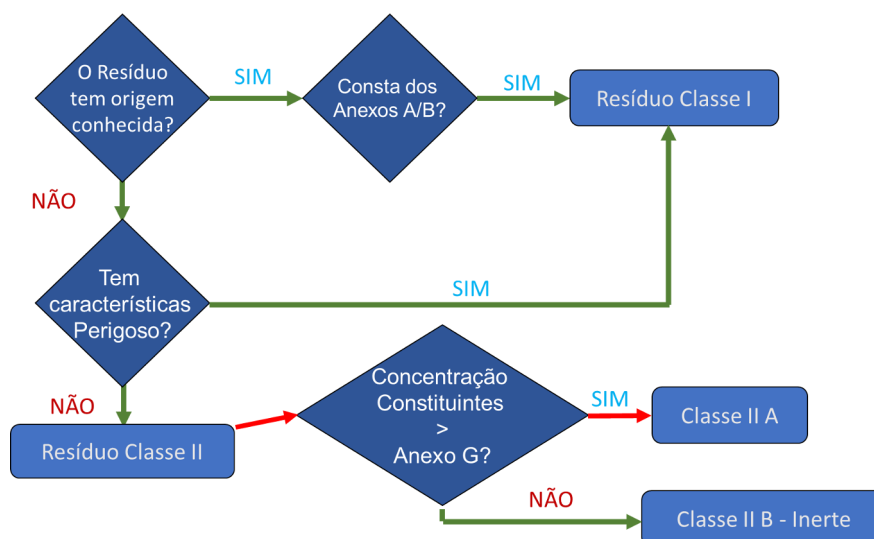 O Resíduo
tem origem
conhecida?
SIM
Consta dos
Anexos A/B?
SIM
Resíduo Classe I
NÃO
Tem
características
Perigoso?
SIM
NÃO
Resíduo Classe II
Concentração
Constituintes
>
Anexo G?
SIM
Classe II A
NÃO
Classe II B - Inerte